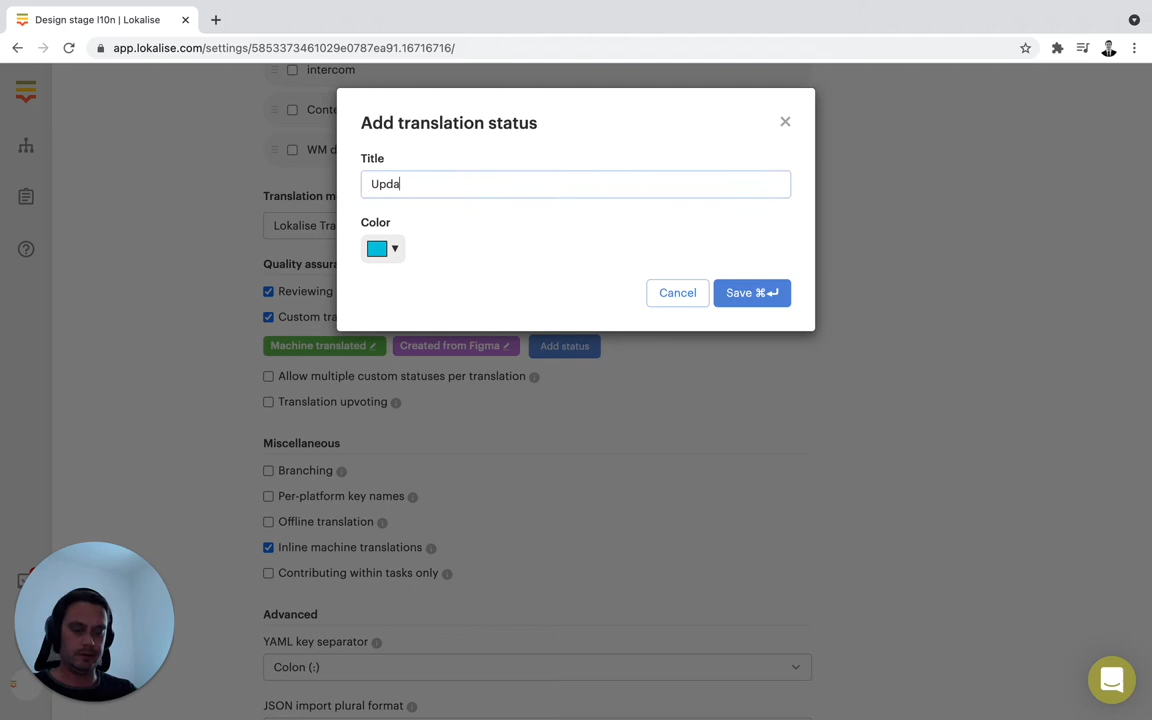 Design stage l10n | Lokalise
app.lokalise.com/settings/5853373461029e0787ea91.16716716/
intercom
Conte
WM d
Add translation status
Title
Upda
Color
Cancel
Save ⌘↵
Translation m
Lokalise Tra
Quality assura
Reviewing
Custom tra
Machine translated
Created from Figma
Add status
Allow multiple custom statuses per translation
Translation upvoting
Miscellaneous
Branching
Per-platform key names
Offline translation
Inline machine translations
Contributing within tasks only
Advanced
YAML key separator
Colon (:)
JSON import plural format